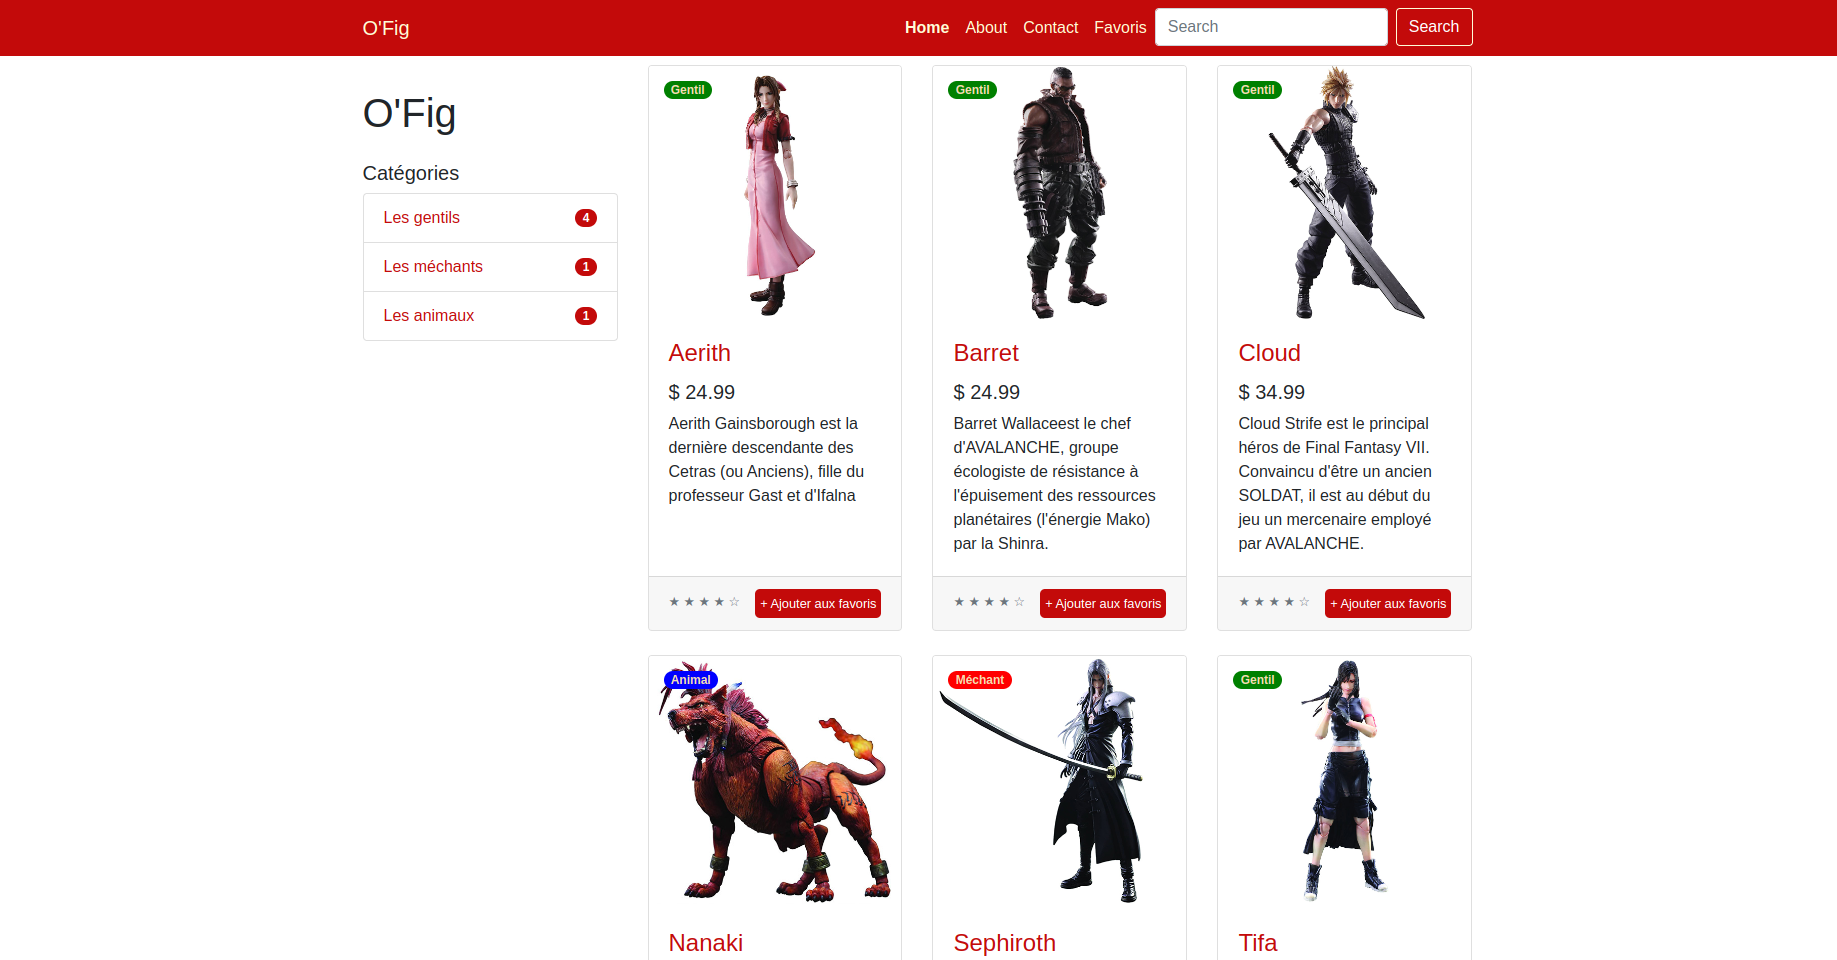 O'Fig
Home About Contact Favoris Search Search
O'Fig
Catégories
Les gentils 4
Les méchants 1
Les animaux 1
Gentil
Aerith
$ 24.99
Aerith Gainsborough est la
dernière descendante des
Cetras (ou Anciens), fille du
professeur Gast et d'Ifalna
★ ★ ★ ★ ☆ + Ajouter aux favoris
Gentil
Barret
$ 24.99
Barret Wallaceest le chef
d'AVALANCHE, groupe
écologiste de résistance à
l'épuisement des ressources
planétaires (l'énergie Mako)
par la Shinra.
★ ★ ★ ★ ☆ + Ajouter aux favoris
Gentil
Cloud
$ 34.99
Cloud Strife est le principal
héros de Final Fantasy VII.
Convaincu d'être un ancien
SOLDAT, il est au début du
jeu un mercenaire employé
par AVALANCHE.
★ ★ ★ ★ ☆ + Ajouter aux favoris
Animal
Nanaki
Méchant
Sephiroth
Gentil
Tifa